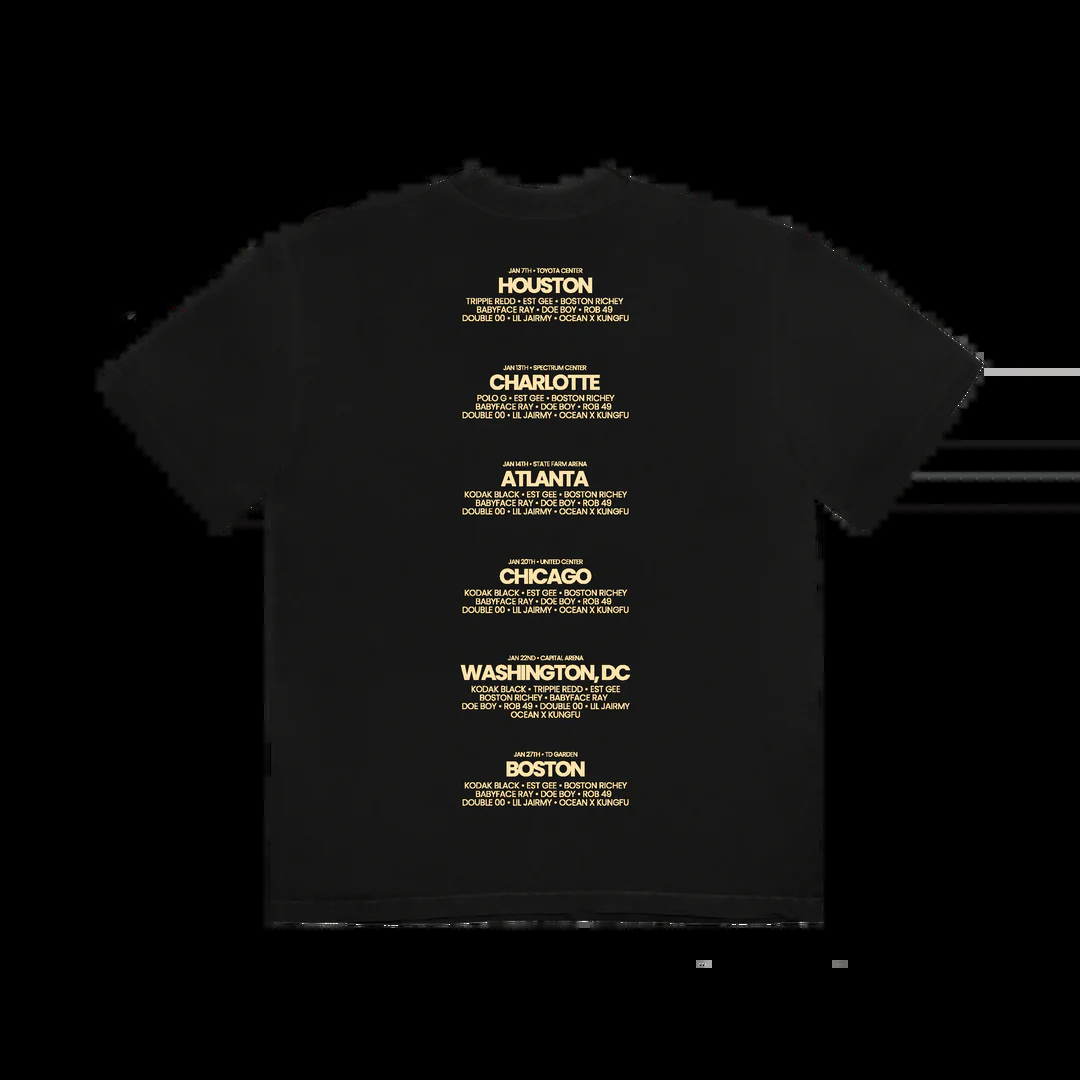 JAN 7TH • TOYOTA CENTER
HOUSTON
TRIPPIE REDD • EST GEE • BOSTON RICHEY
BABYFACE RAY • DOE BOY • ROB 49
DOUBLE 00 • LIL JAIRMY • OCEAN X KUNGFU
JAN 13TH • SPECTRUM CENTER
CHARLOTTE
POLO G • EST GEE • BOSTON RICHEY
BABYFACE RAY • DOE BOY • ROB 49
DOUBLE 00 • LIL JAIRMY • OCEAN X KUNGFU
JAN 14TH • STATE FARM ARENA
ATLANTA
KODAK BLACK • EST GEE • BOSTON RICHEY
BABYFACE RAY • DOE BOY • ROB 49
DOUBLE 00 • LIL JAIRMY • OCEAN X KUNGFU
JAN 20TH • UNITED CENTER
CHICAGO
KODAK BLACK • EST GEE • BOSTON RICHEY
BABYFACE RAY • DOE BOY • ROB 49
DOUBLE 00 • LIL JAIRMY • OCEAN X KUNGFU
JAN 22ND • CAPITAL ARENA
WASHINGTON, DC
KODAK BLACK • TRIPPIE REDD • EST GEE
BOSTON RICHEY • BABYFACE RAY
DOE BOY • ROB 49 • DOUBLE 00 • LIL JAIRMY
OCEAN X KUNGFU
JAN 27TH • TD GARDEN
BOSTON
KODAK BLACK • EST GEE • BOSTON RICHEY
BABYFACE RAY • DOE BOY • ROB 49
DOUBLE 00 • LIL JAIRMY • OCEAN X KUNGFU